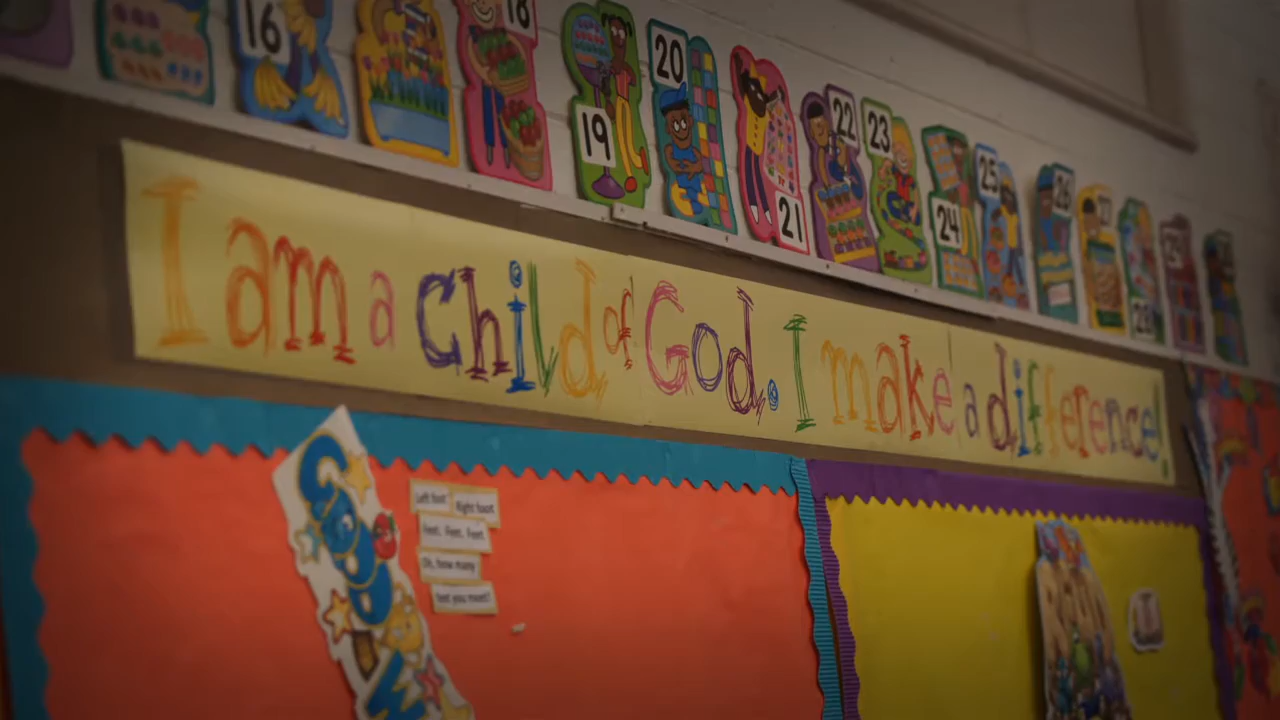 16
18
19
20
21
22
23
24
25
26
I am a child of God. I make a difference!
Left foot
Right foot
Feet. Feet. Feet.
Oh, how many
feet you meet!